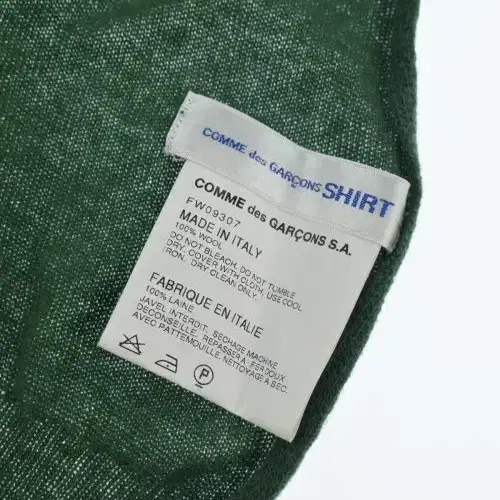 COMME des GARÇONS SHIRT
COMME des GARÇONS S.A.
FW09307
MADE IN ITALY
100% WOOL
DO NOT BLEACH, DO NOT TUMBLE
DRY, COVER WITH CLOTH, USE COOL
IRON, DRY CLEAN ONLY.
FABRIQUE EN ITALIE
100% LAINE
JAVEL INTERDIT. SECHAGE MACHINE
DECONSEILLE. REPASSER A FER DOUX
AVEC PATTEMOUILLE. NETTOYAGE A SEC.
P